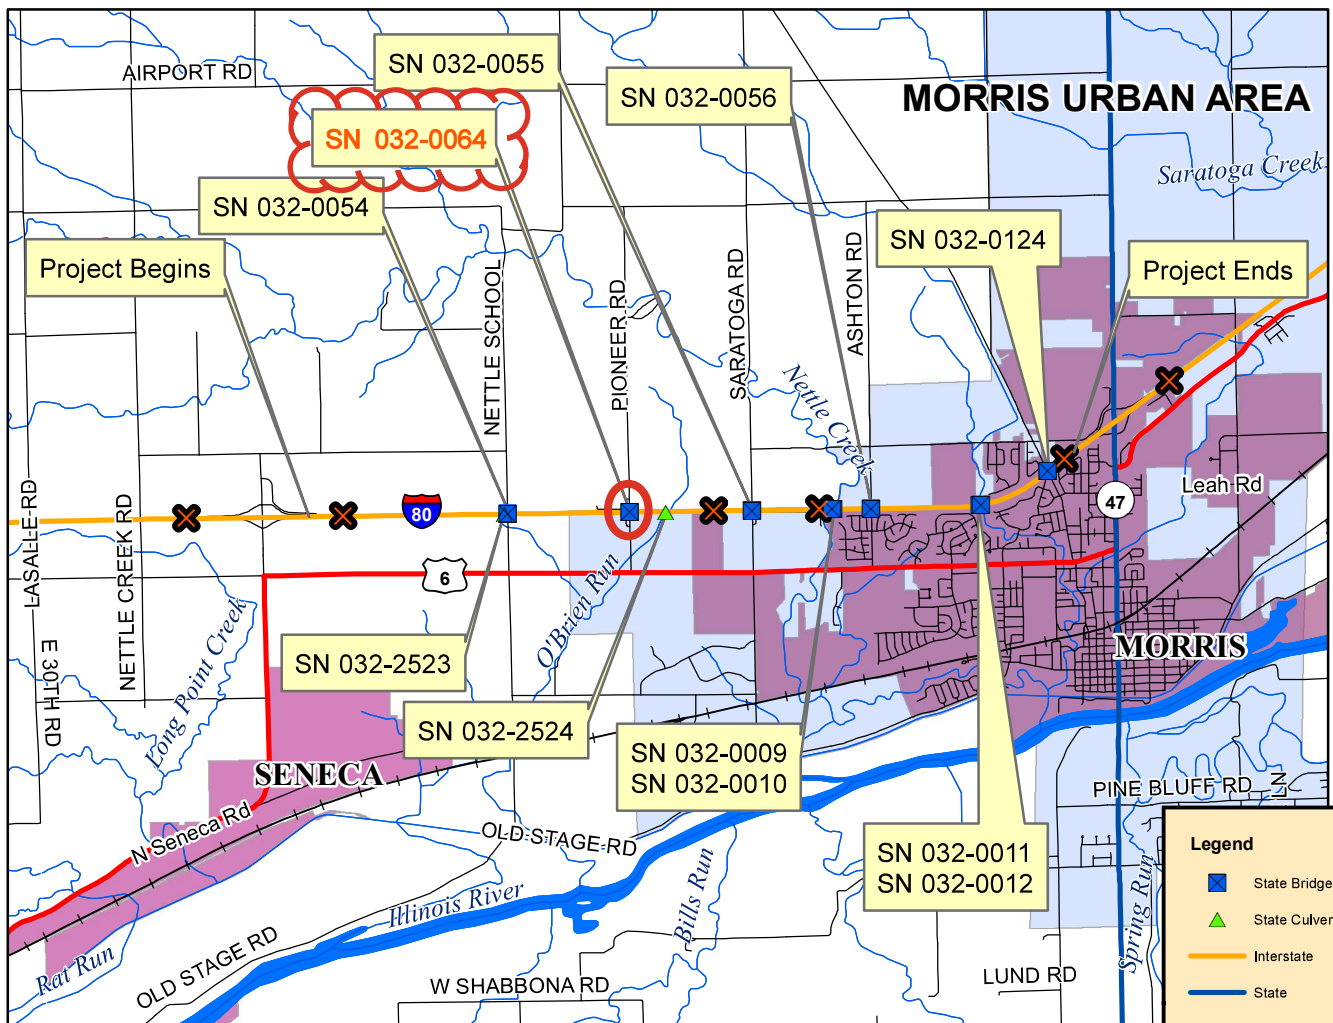 AIRPORT RD
SN 032-0055
SN 032-0056
MORRIS URBAN AREA
SN 032-0064
Saratoga Creek
SN 032-0054
SN 032-0124
Project Begins
Project Ends
NETTLE SCHOOL
PIONEER RD
SARATOGA RD
ASHTON RD
Nettle Creek
LASALLE RD
NETTLE CREEK RD
80
47
Leah Rd
6
O'Brien Run
Long Point Creek
E 30TH RD
SN 032-2523
MORRIS
SN 032-2524
SN 032-0009
SN 032-0010
SENECA
PINE BLUFF RD
LN
N Seneca Rd
OLD STAGE RD
SN 032-0011
SN 032-0012
Illinois River
Bills Run
Spring Run
Rat Run
OLD STAGE RD
W SHABBONA RD
LUND RD
Legend
State Bridge
State Culver
Interstate
State